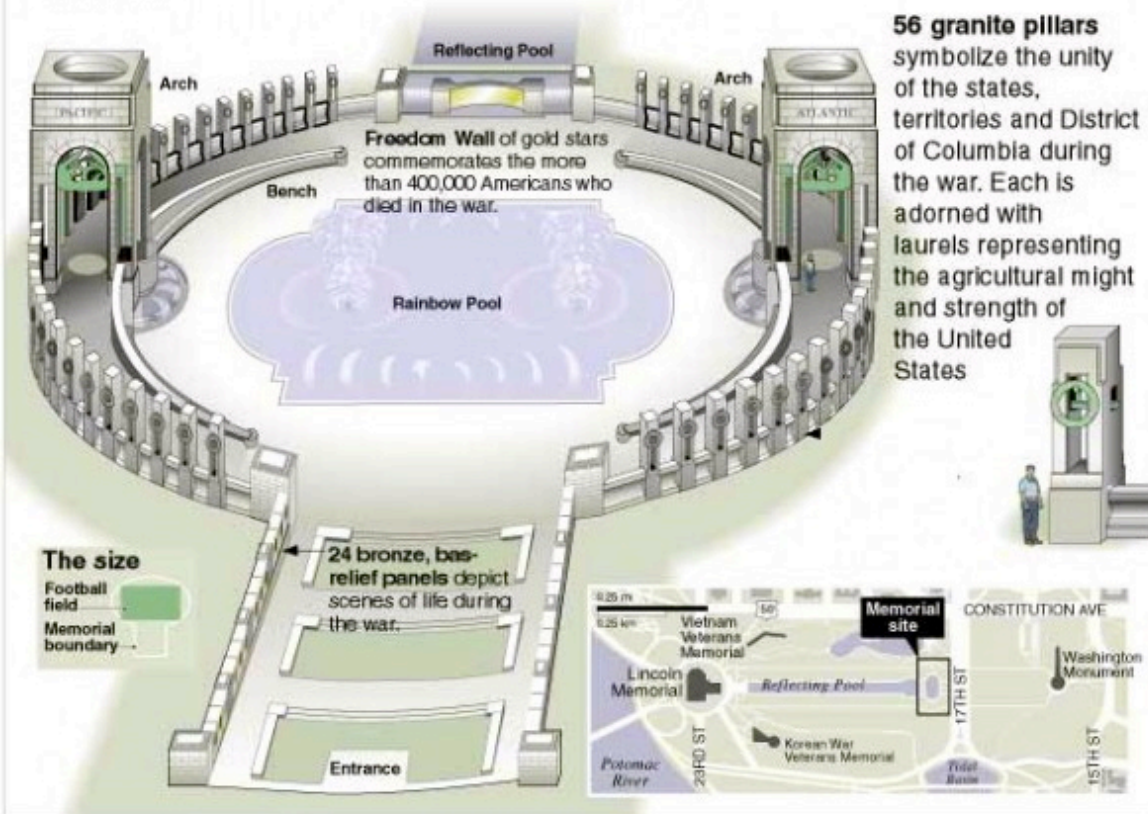 56 granite pillars
symbolize the unity
of the states,
territories and District
of Columbia during
the war. Each is
adorned with
laurels representing
the agricultural might
and strength of
the United
States
Reflecting Pool
Arch
Arch
PACIFIC
ATLANTIC
Freedom Wall of gold stars
commemorates the more
than 400,000 Americans who
died in the war.
Bench
Rainbow Pool
The size
Football
field
Memorial
boundary
24 bronze, bas-
relief panels depict
scenes of life during
the war.
Entrance
0.25 mi
0.25 km
50
Vietnam
Veterans
Memorial
Memorial
site
CONSTITUTION AVE
Washington
Monument
Lincoln
Memorial
Reflecting Pool
17TH ST
23RD ST
Korean War
Veterans Memorial
Potomac
River
Tidal
Basin
15TH ST